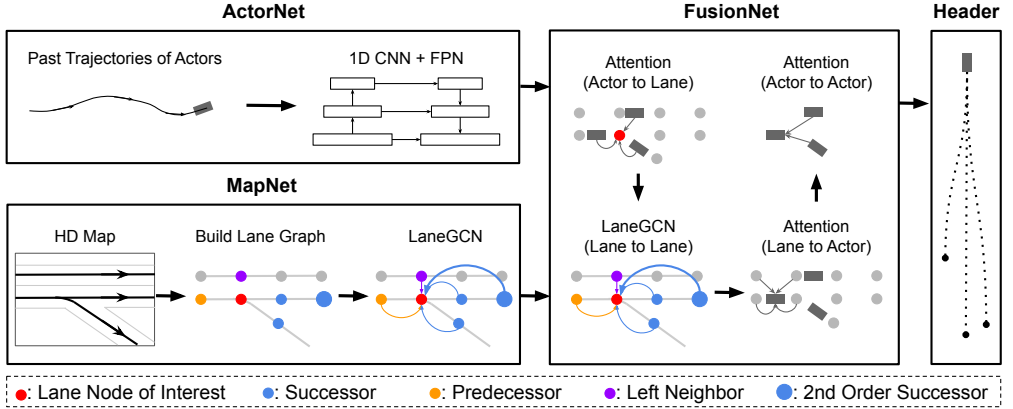 ActorNet
FusionNet
Header
Past Trajectories of Actors
1D CNN + FPN
Attention
(Actor to Lane)
Attention
(Actor to Actor)
MapNet
HD Map
Build Lane Graph
LaneGCN
LaneGCN
(Lane to Lane)
Attention
(Lane to Actor)
: Lane Node of Interest
: Successor
: Predecessor
: Left Neighbor
: 2nd Order Successor